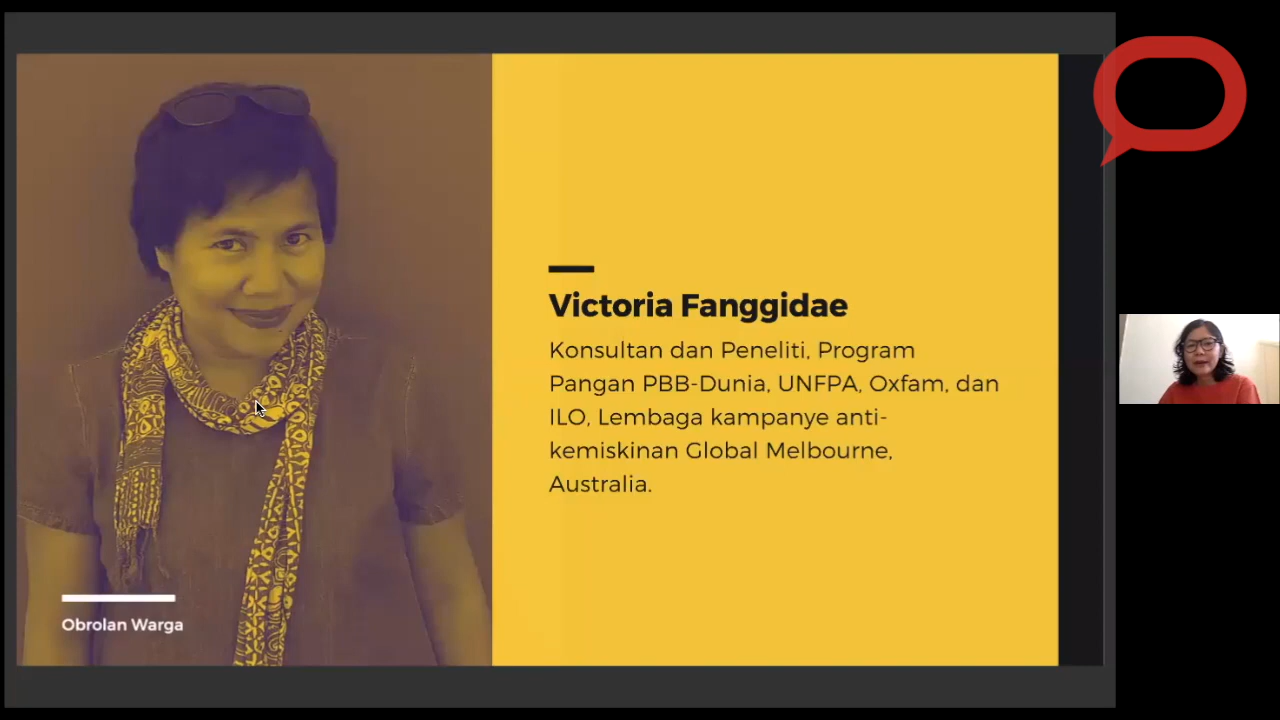 Victoria Fanggidae
Konsultan dan Peneliti, Program
Pangan PBB-Dunia, UNFPA, Oxfam, dan
ILO, Lembaga kampanye anti-
kemiskinan Global Melbourne,
Australia.
Obrolan Warga